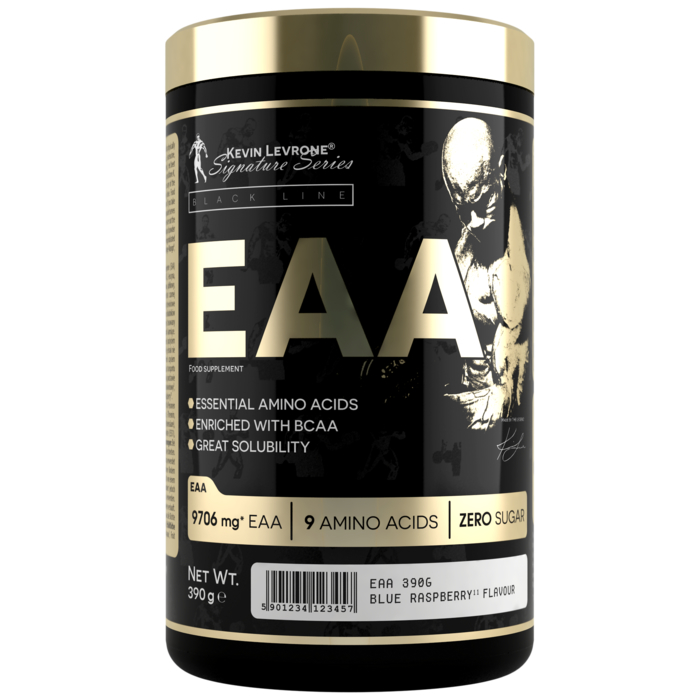 KEVIN LEVRONE®
Signature Series
BLACK LINE
EAA
FOOD SUPPLEMENT
ESSENTIAL AMINO ACIDS
ENRICHED WITH BCAA
GREAT SOLUBILITY
EAA
9706 mg* EAA
9 AMINO ACIDS
ZERO SUGAR
NET WT.
390 g ℮
5 901234 123457
EAA 390G
BLUE RASPBERRY¹¹ FLAVOUR